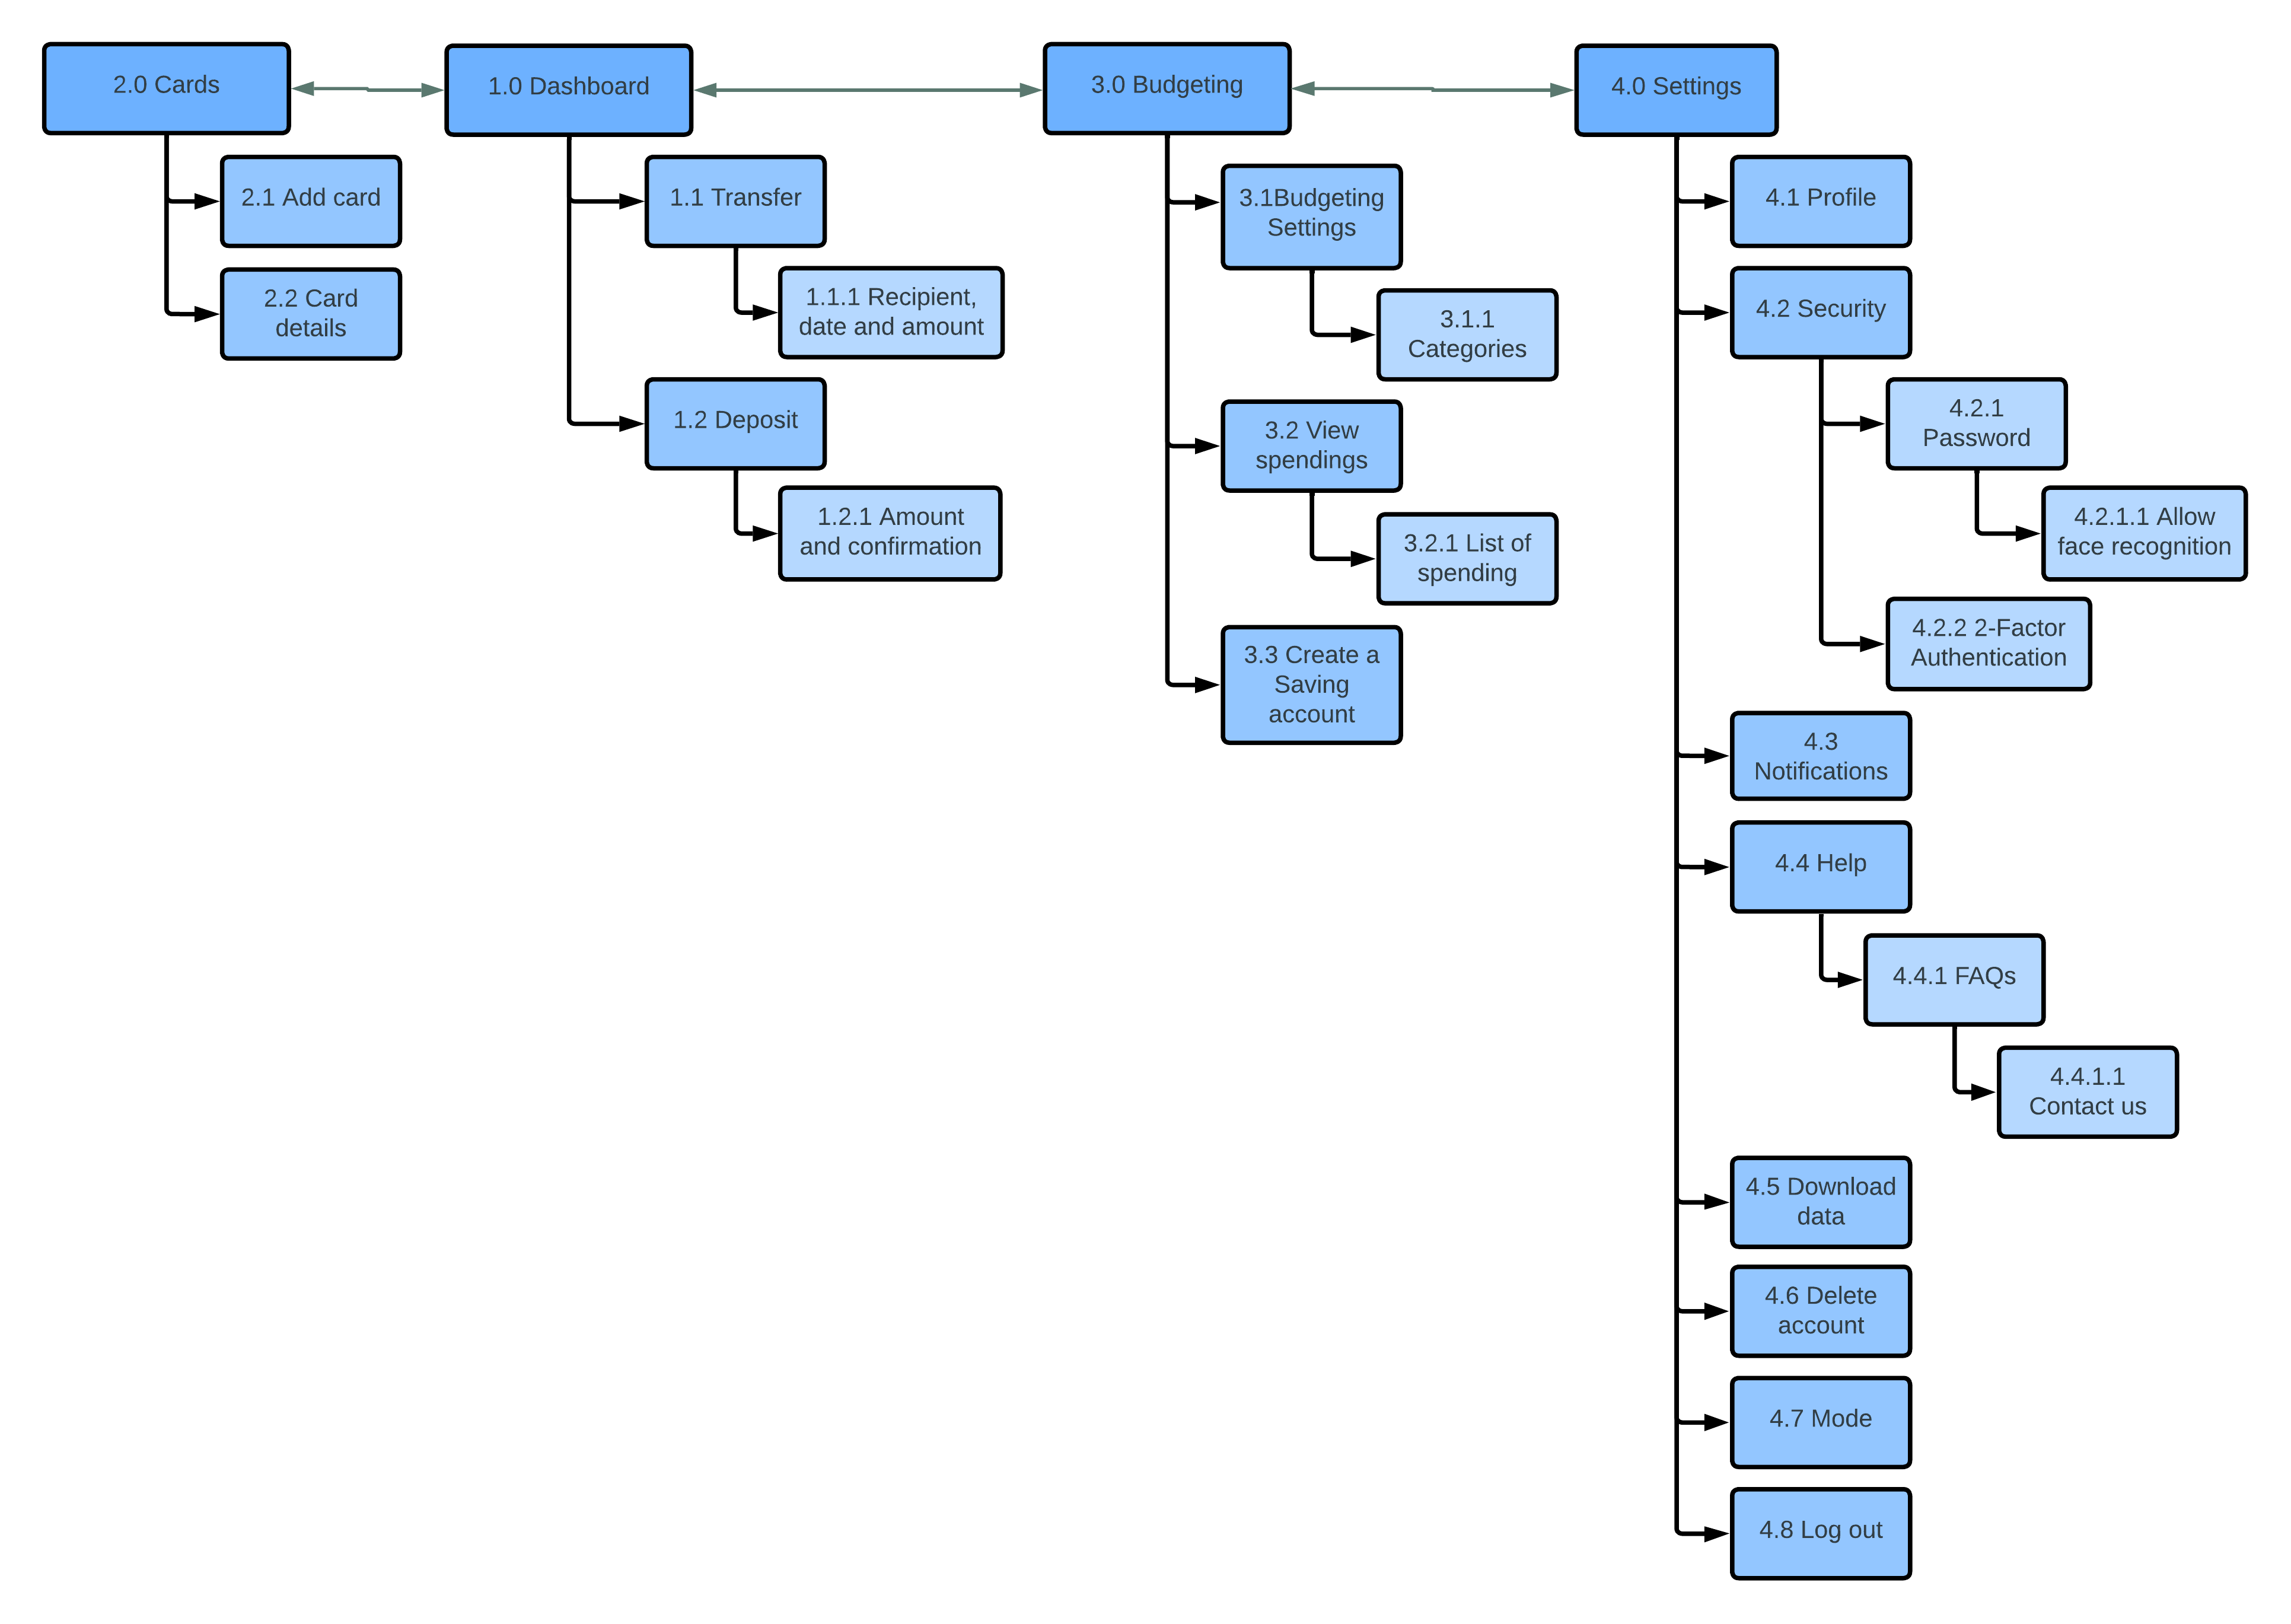 2.0 Cards
2.1 Add card
2.2 Card
details
1.0 Dashboard
1.1 Transfer
1.1.1 Recipient,
date and amount
1.2 Deposit
1.2.1 Amount
and confirmation
3.0 Budgeting
3.1Budgeting
Settings
3.1.1
Categories
3.2 View
spendings
3.2.1 List of
spending
3.3 Create a
Saving
account
4.0 Settings
4.1 Profile
4.2 Security
4.2.1
Password
4.2.1.1 Allow
face recognition
4.2.2 2-Factor
Authentication
4.3
Notifications
4.4 Help
4.4.1 FAQs
4.4.1.1
Contact us
4.5 Download
data
4.6 Delete
account
4.7 Mode
4.8 Log out